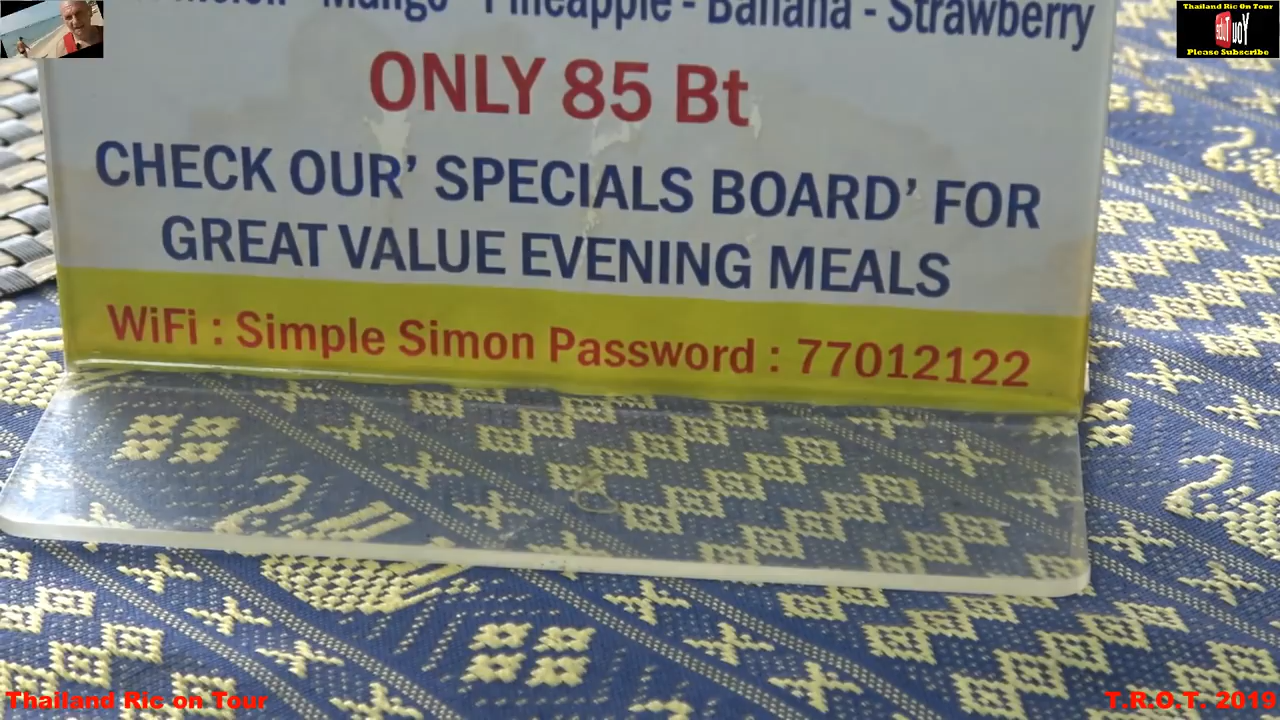 Thailand Ric On Tour
Please Subscribe
Mango - Pineapple - Banana - Strawberry
ONLY 85 Bt
CHECK OUR’ SPECIALS BOARD’ FOR
GREAT VALUE EVENING MEALS
WiFi : Simple Simon Password : 77012122
Thailand Ric on Tour
T.R.O.T. 2019